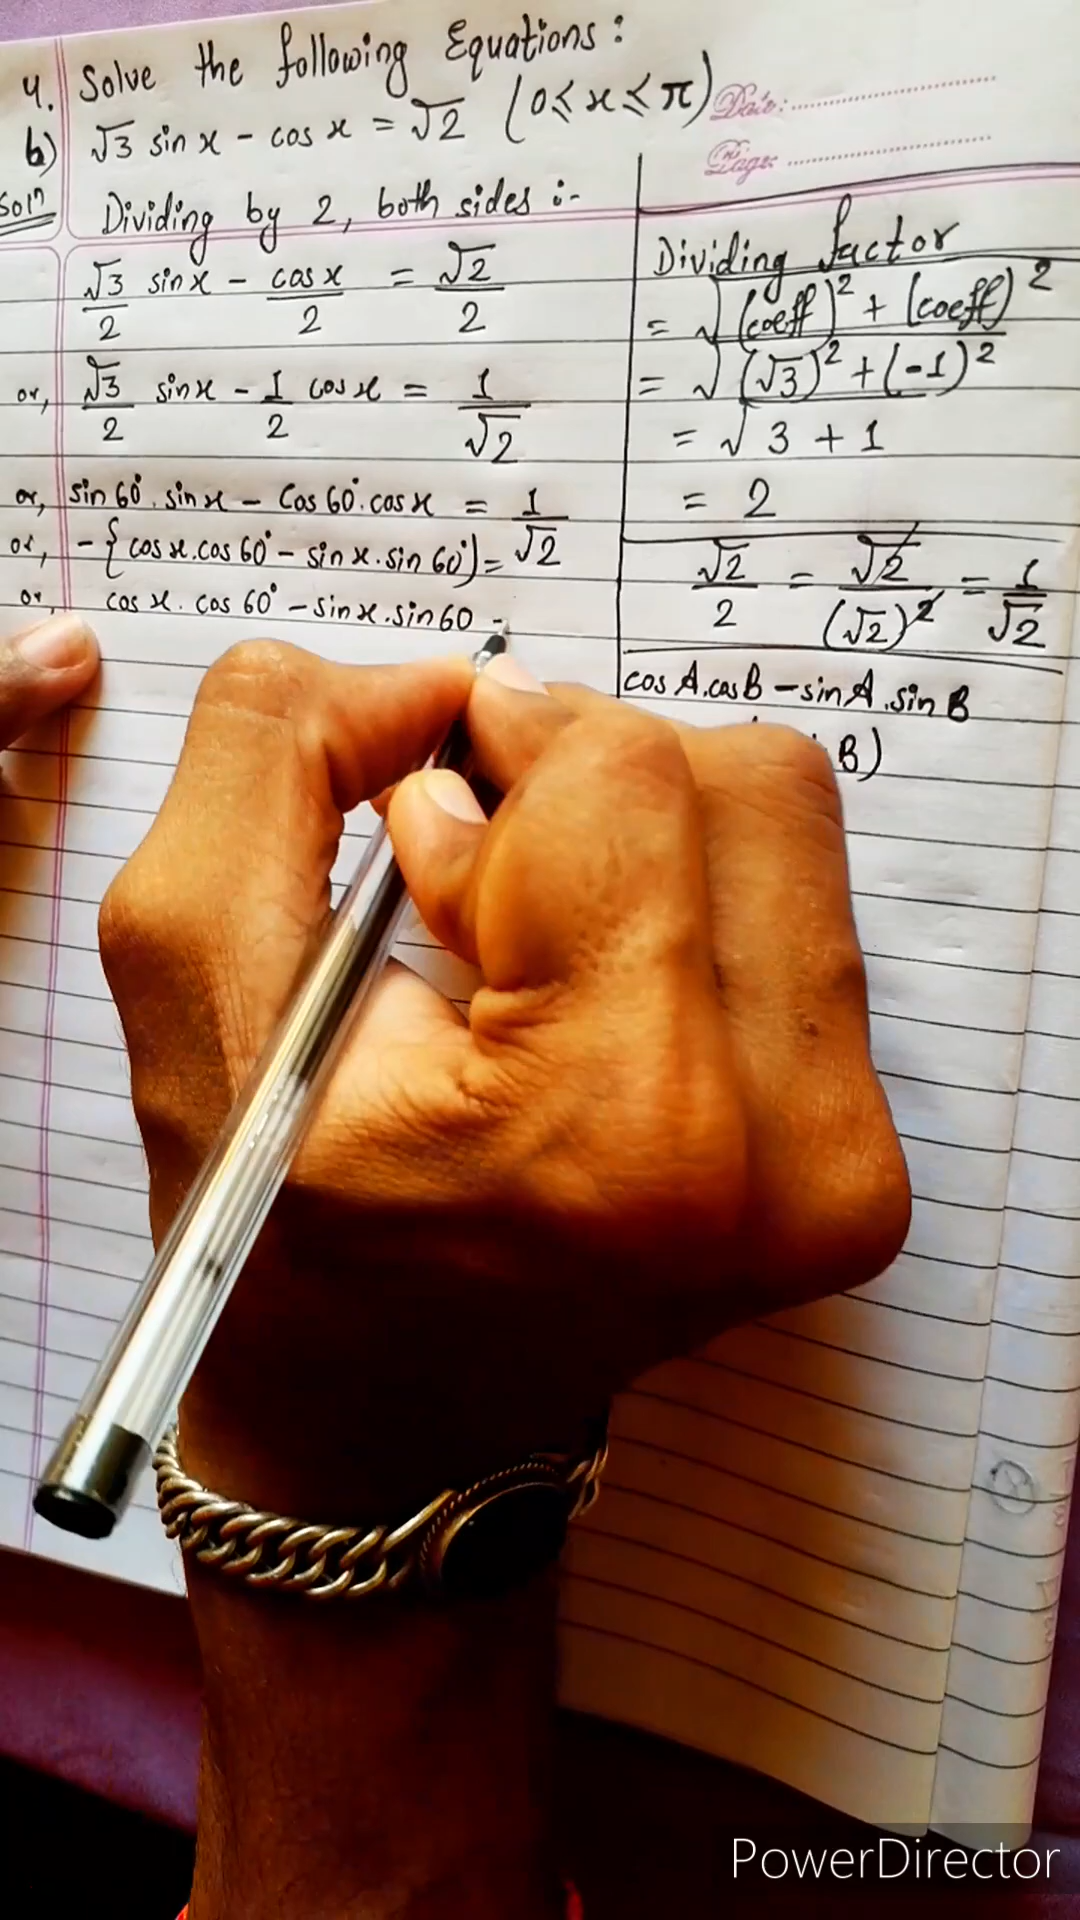 4. Solve the following Equations :
b) √3 sin x - cos x = √2 (0 ≤ x ≤ π)
Date:
Page:
Solⁿ Dividing by 2, both sides :-
√3/2 sin x - cos x/2 = √2/2
or, √3/2 sin x - 1/2 cos x = 1/√2
or, sin 60°. sin x - Cos 60°. cos x = 1/√2
or, - {cos x. cos 60° - sin x. sin 60°} = 1/√2
or, cos x. cos 60° - sin x. sin 60 -
Dividing factor
= √(coeff)² + (coeff)²
= √(√3)² + (-1)²
= √3 + 1
= 2
√2/2 = √2/(√2)² = 1/√2
cos A. cos B - sin A. sin B
B)
PowerDirector